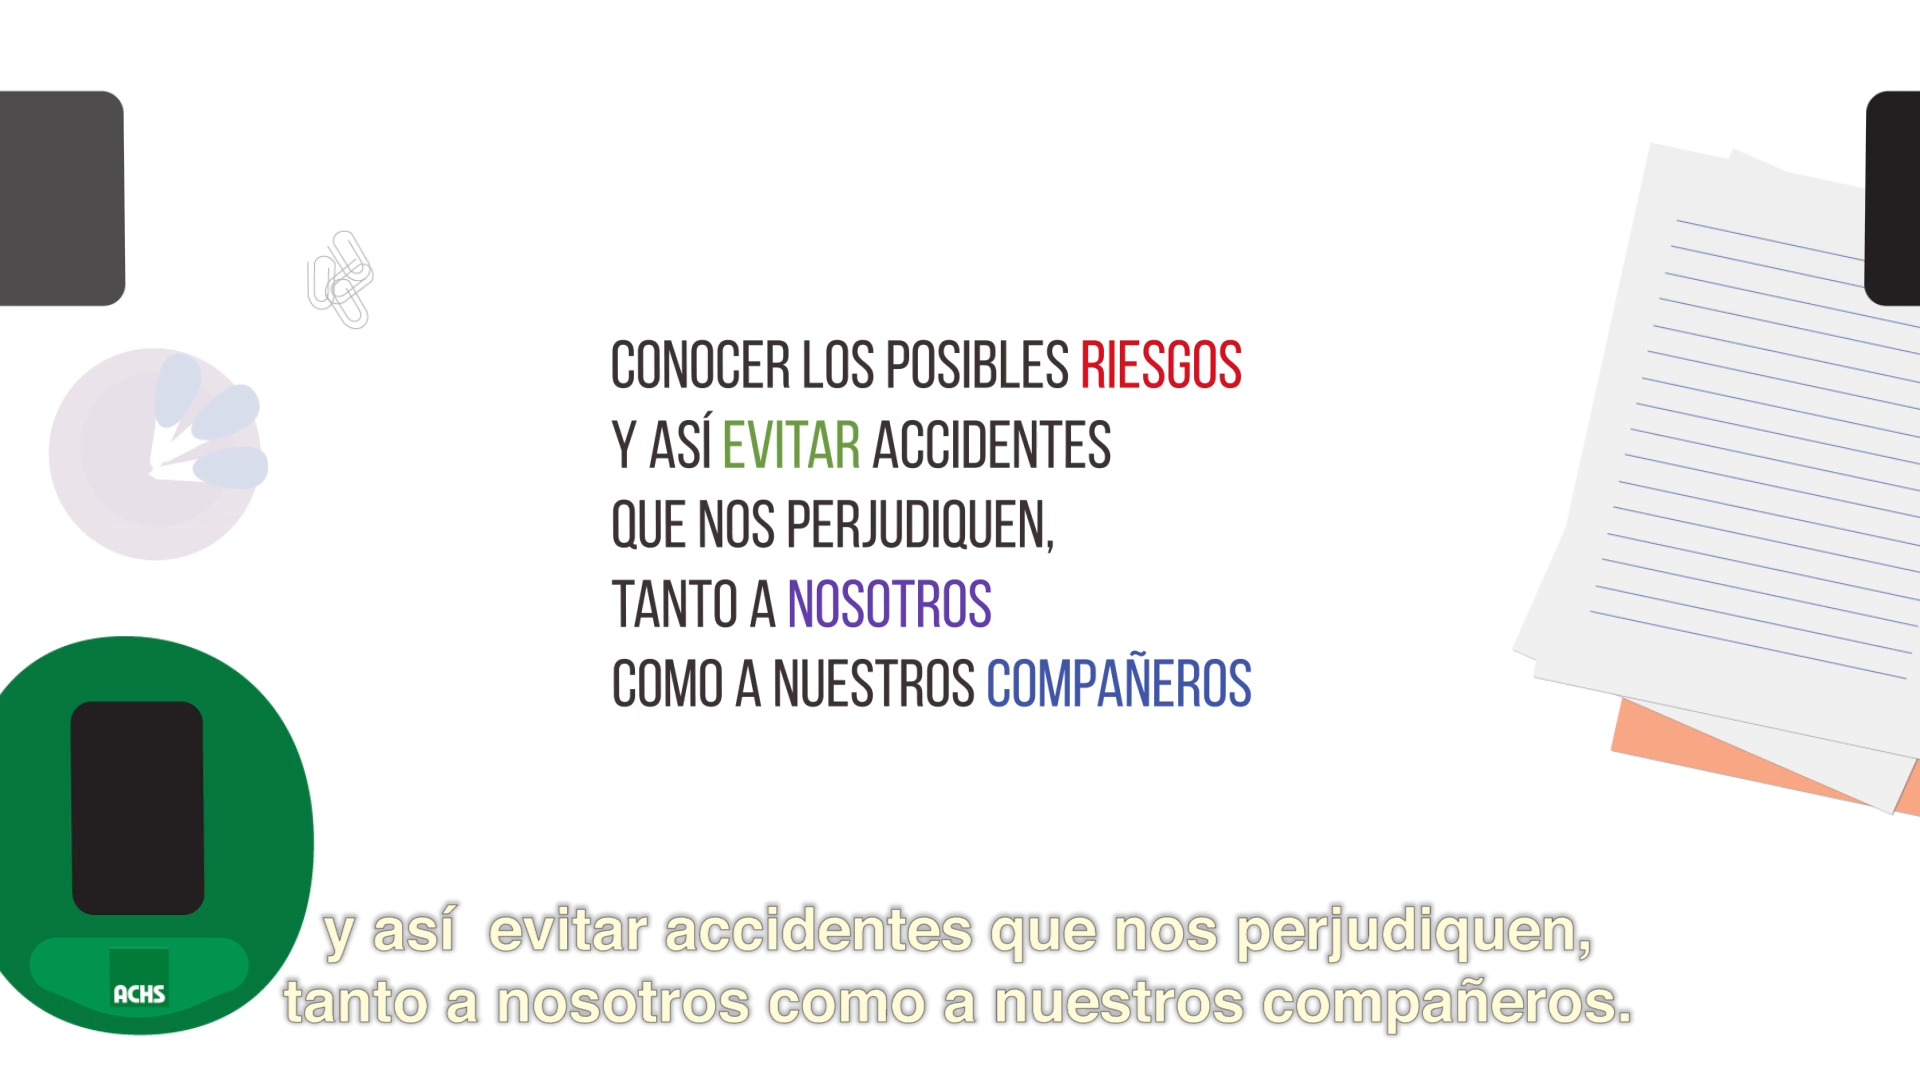 CONOCER LOS POSIBLES RIESGOS
Y ASÍ EVITAR ACCIDENTES
QUE NOS PERJUDIQUEN,
TANTO A NOSOTROS
COMO A NUESTROS COMPAÑEROS
ACHS
y así  evitar accidentes que nos perjudiquen,
tanto a nosotros como a nuestros compañeros.